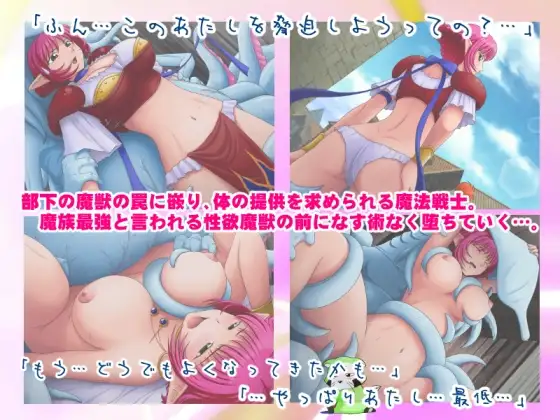 「ふん…このあたしを脅迫しようっての?…」
部下の魔獣の罠に嵌り、体の提供を求められる魔法戦士。
魔族最強と言われる性欲魔獣の前になす術なく堕ちていく…。
「もう…どうでもよくなってきたかも…」
「…やっぱりあたし…最低…」